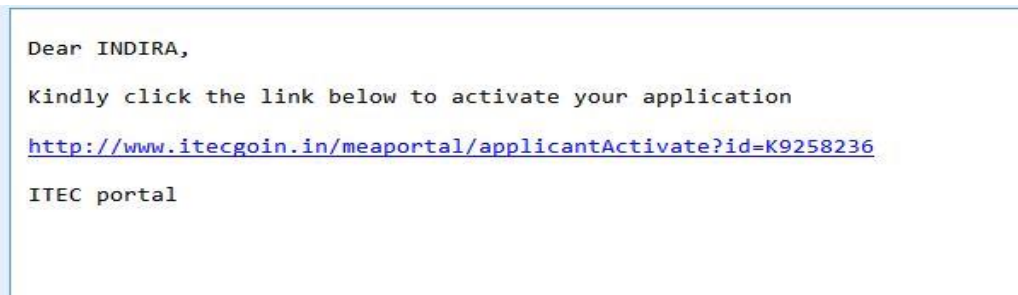 Dear INDIRA,
Kindly click the link below to activate your application
http://www.itecgoin.in/meaportal/applicantActivate?id=K9258236
ITEC portal